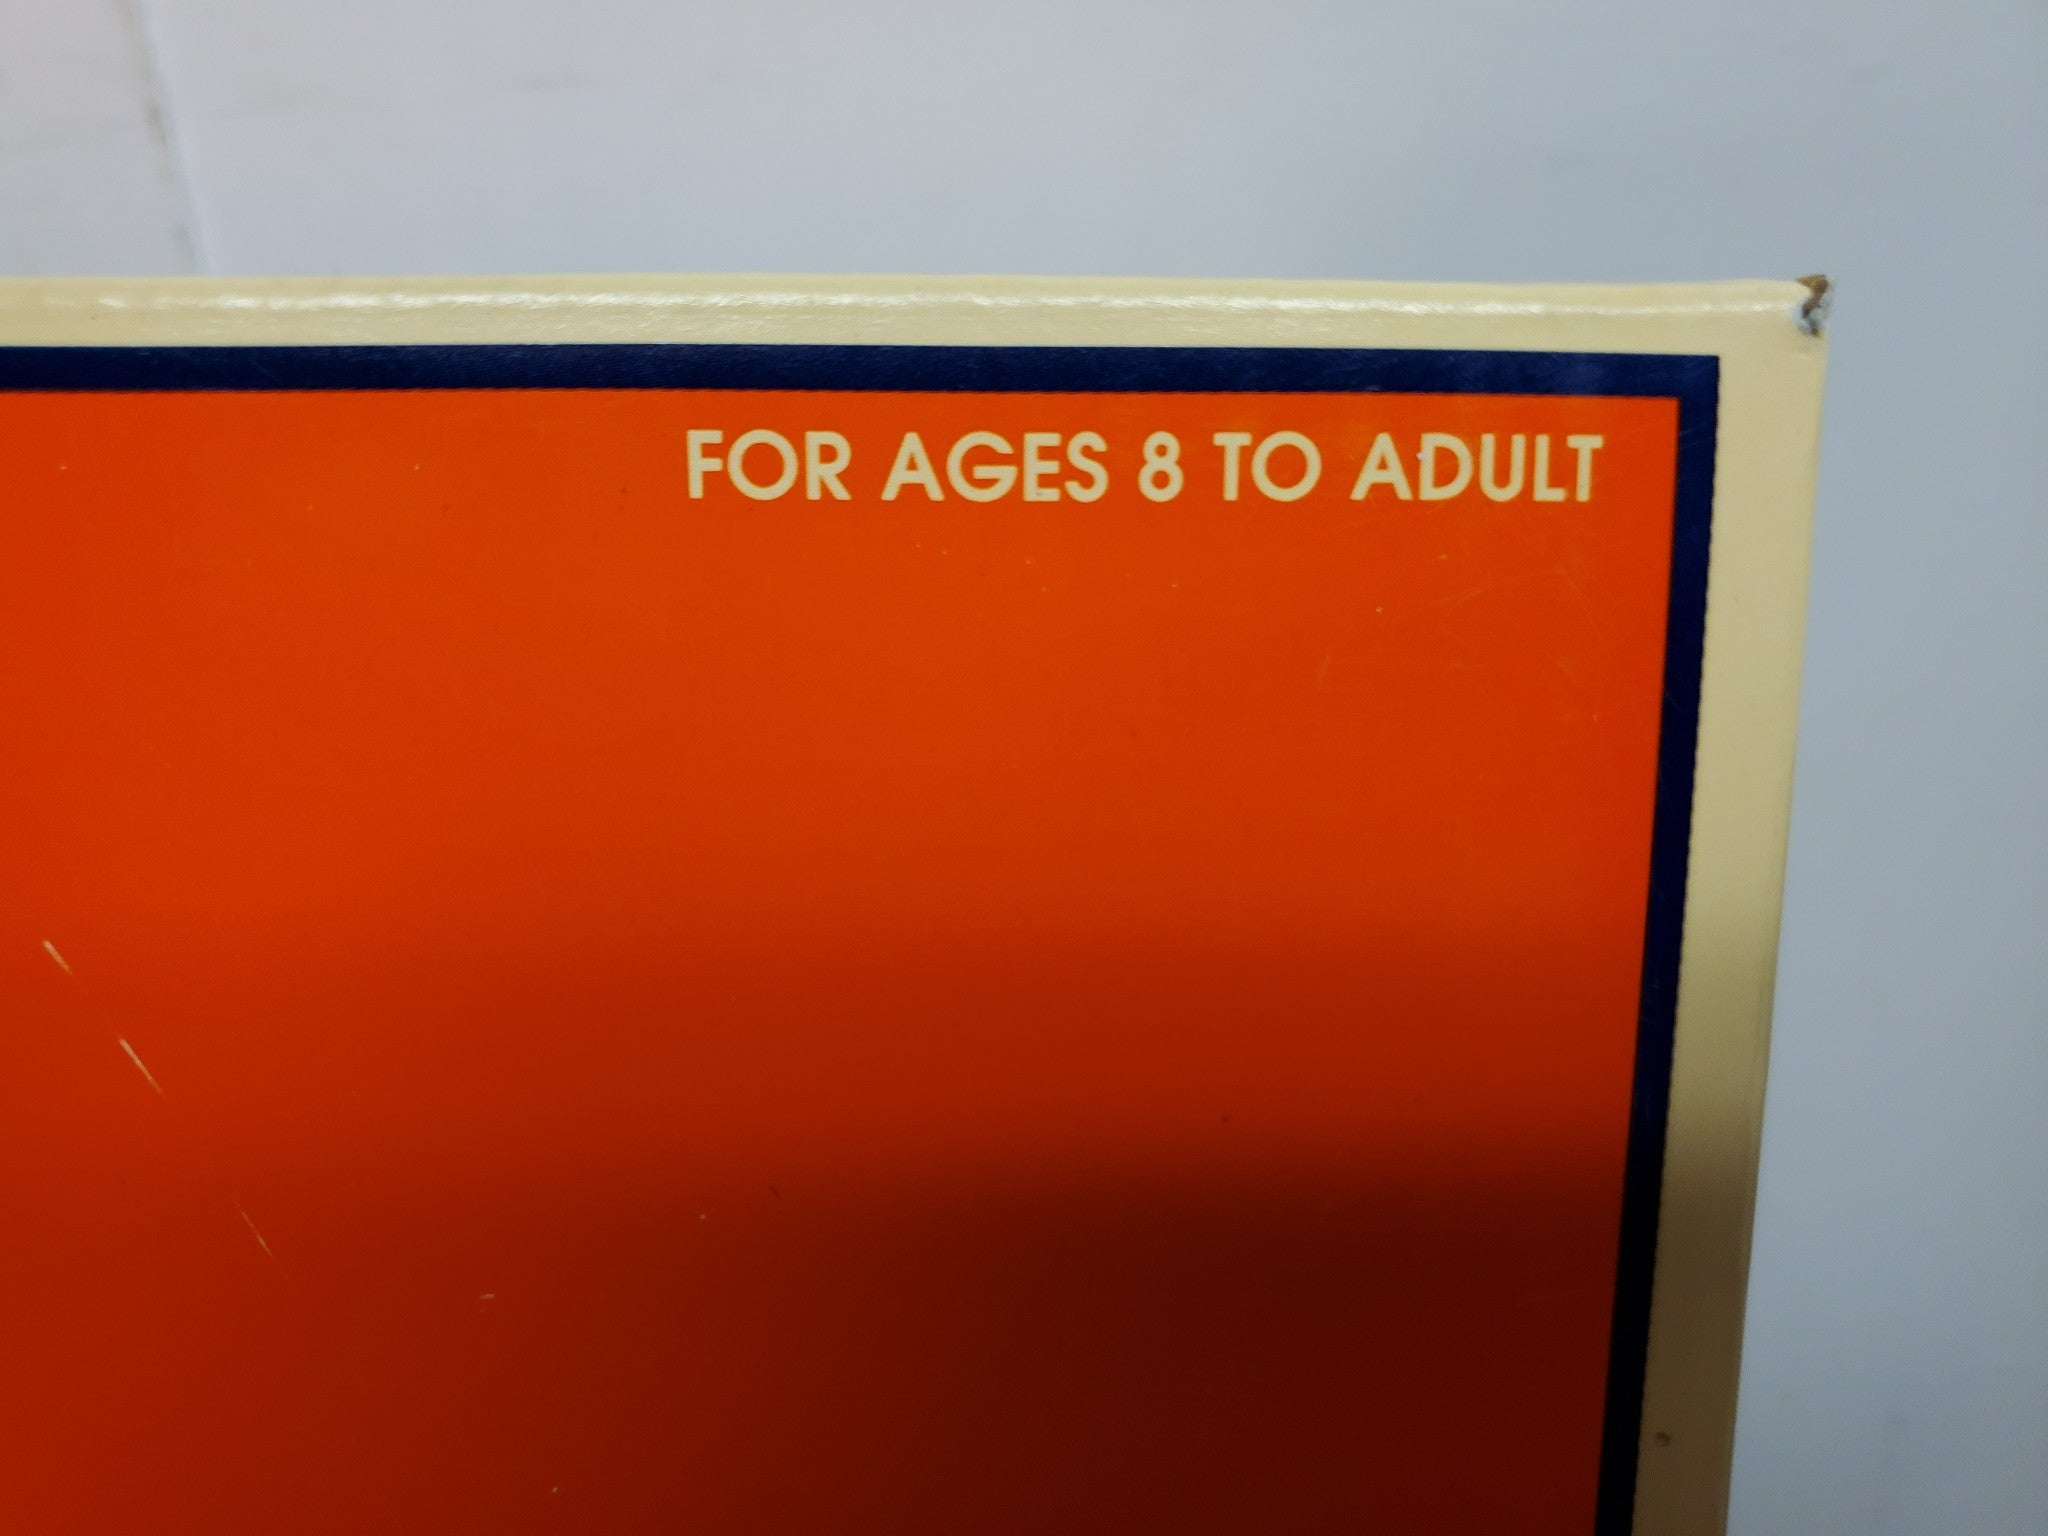 FOR AGES 8 TO ADULT